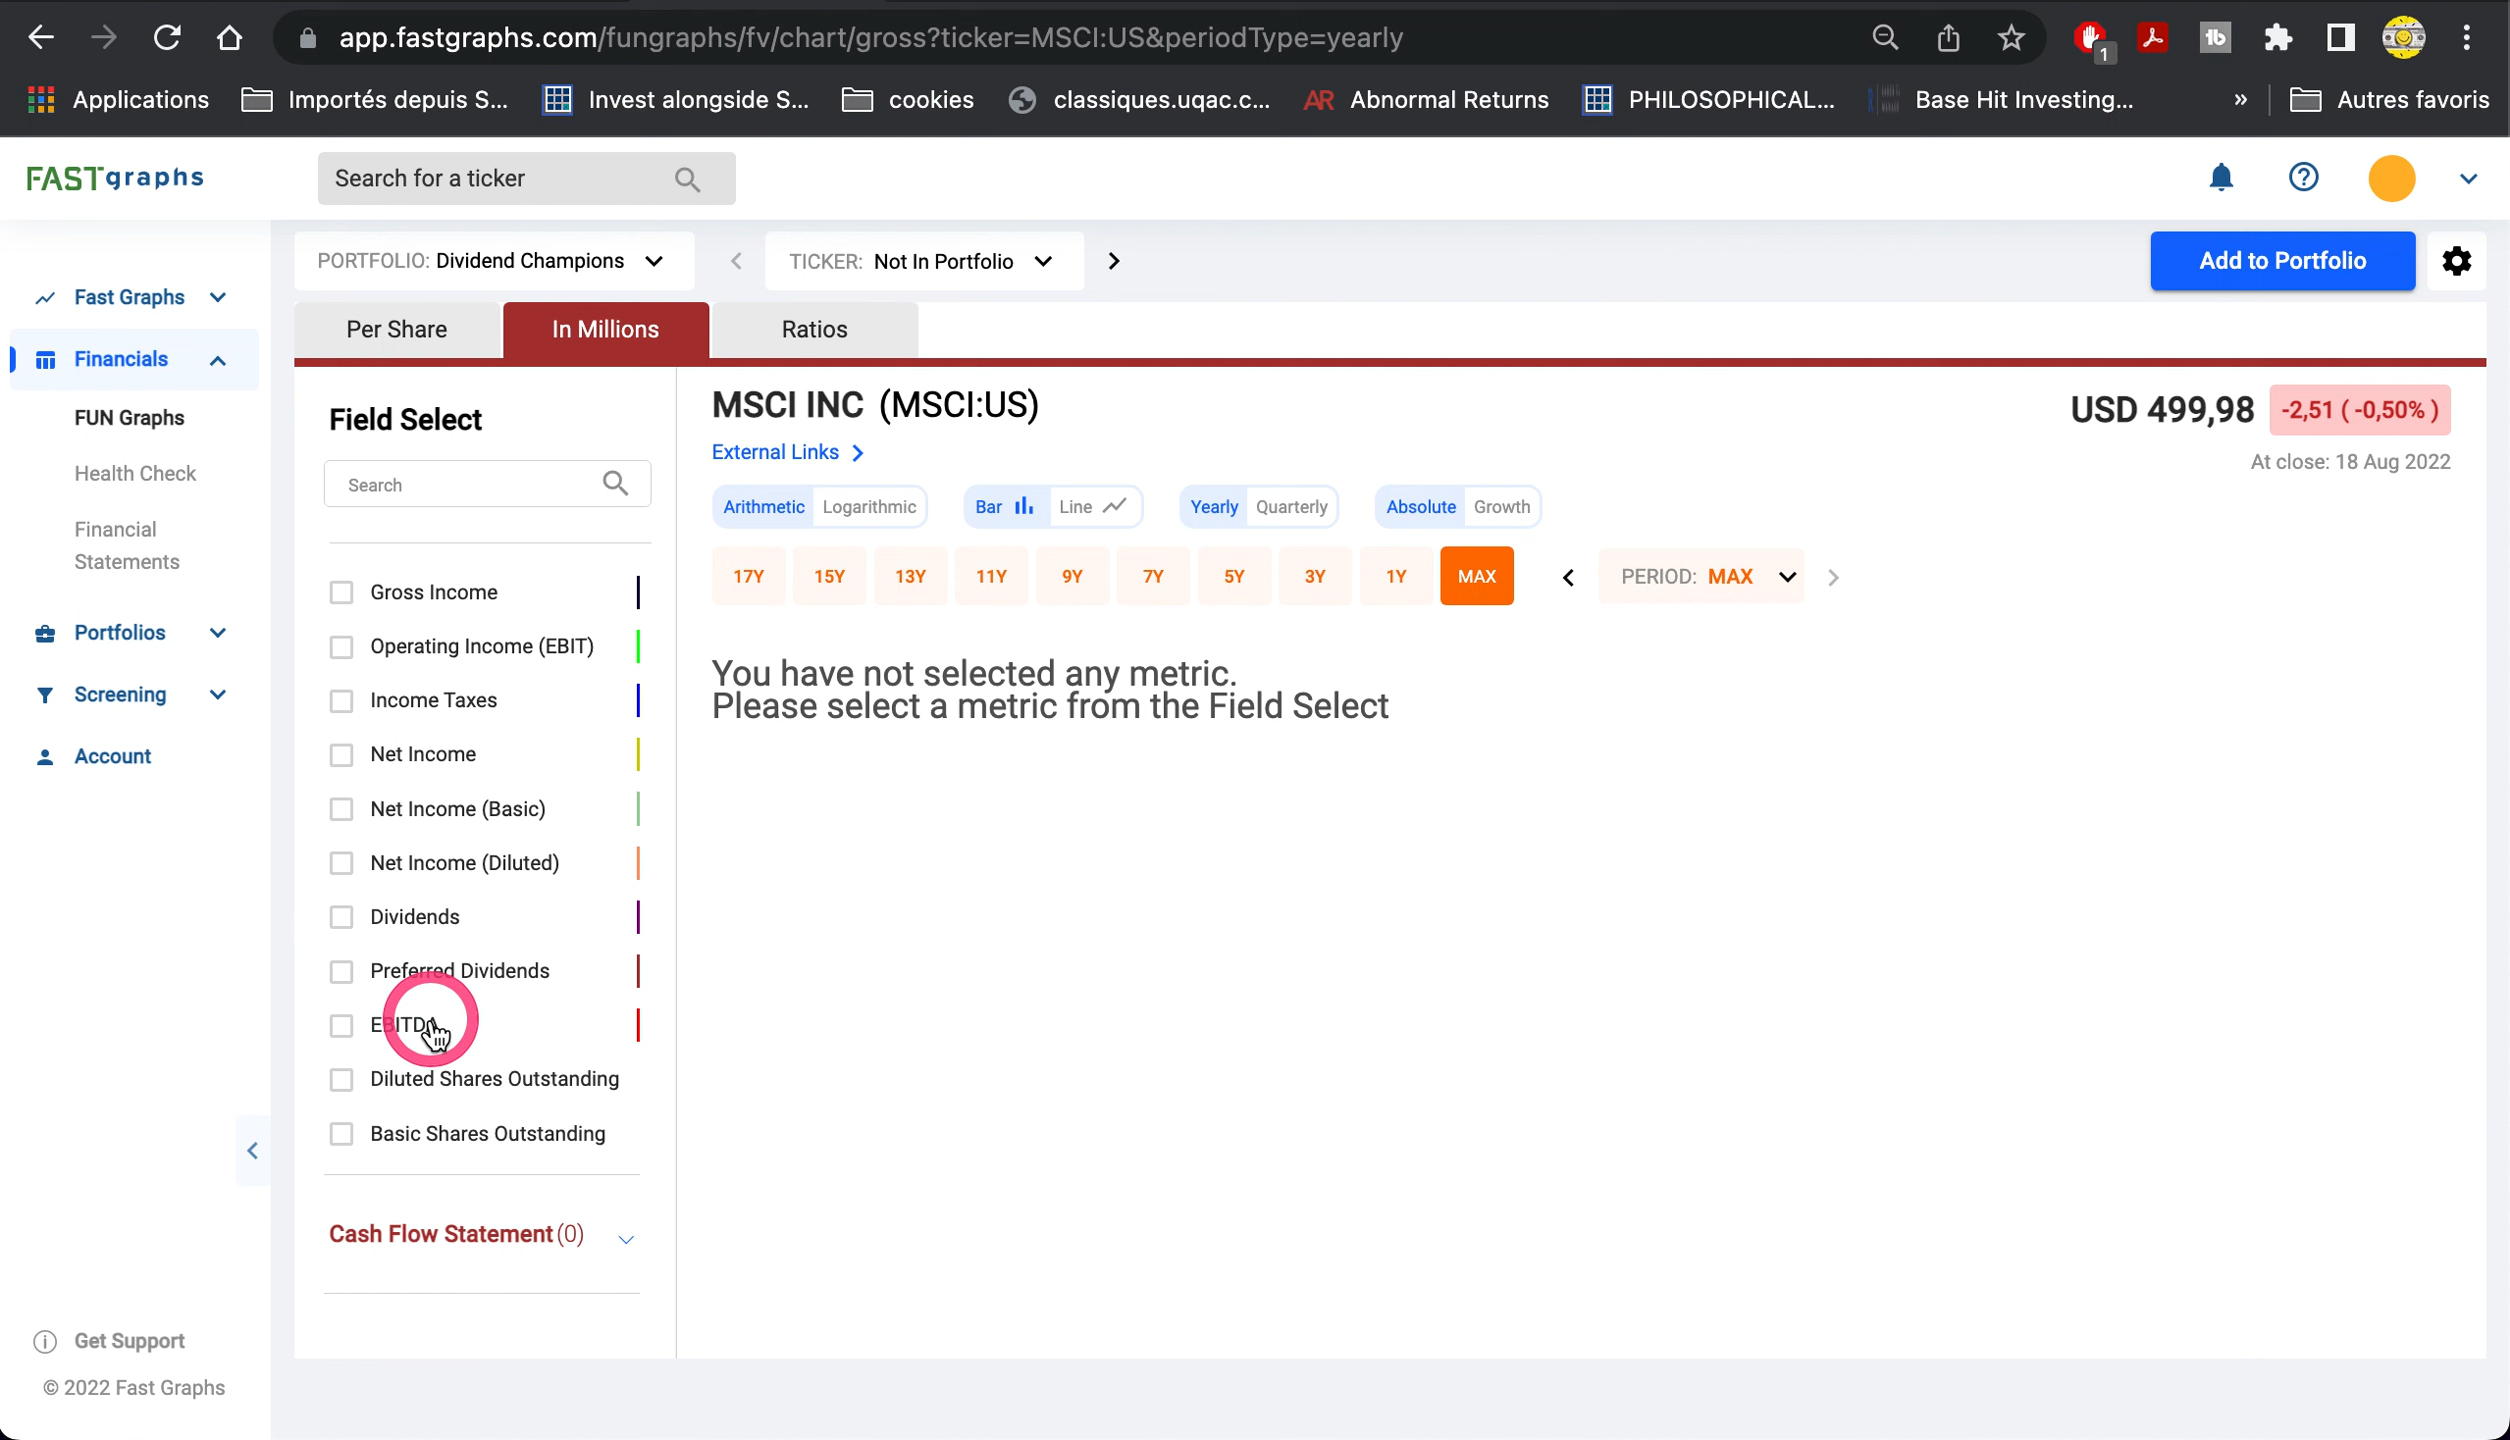 app.fastgraphs.com/fungraphs/fv/chart/gross?ticker=MSCI:US&periodType=yearly
1
Applications
Importés depuis S...
Invest alongside S...
cookies
classiques.uqac.c...
AR Abnormal Returns
PHILOSOPHICAL...
Base Hit Investing...
»
Autres favoris
FASTgraphs
Search for a ticker
PORTFOLIO: Dividend Champions
TICKER: Not In Portfolio
Add to Portfolio
Fast Graphs
Financials
FUN Graphs
Health Check
Financial
Statements
Portfolios
Screening
Account
Get Support
© 2022 Fast Graphs
Per Share
In Millions
Ratios
Field Select
Search
Gross Income
Operating Income (EBIT)
Income Taxes
Net Income
Net Income (Basic)
Net Income (Diluted)
Dividends
Preferred Dividends
EBITDA
Diluted Shares Outstanding
Basic Shares Outstanding
Cash Flow Statement (0)
MSCI INC (MSCI:US)
External Links
USD 499,98
-2,51 ( -0,50% )
At close: 18 Aug 2022
Arithmetic Logarithmic
Bar Line
Yearly Quarterly
Absolute Growth
17Y 15Y 13Y 11Y 9Y 7Y 5Y 3Y 1Y MAX
PERIOD: MAX
You have not selected any metric.
Please select a metric from the Field Select